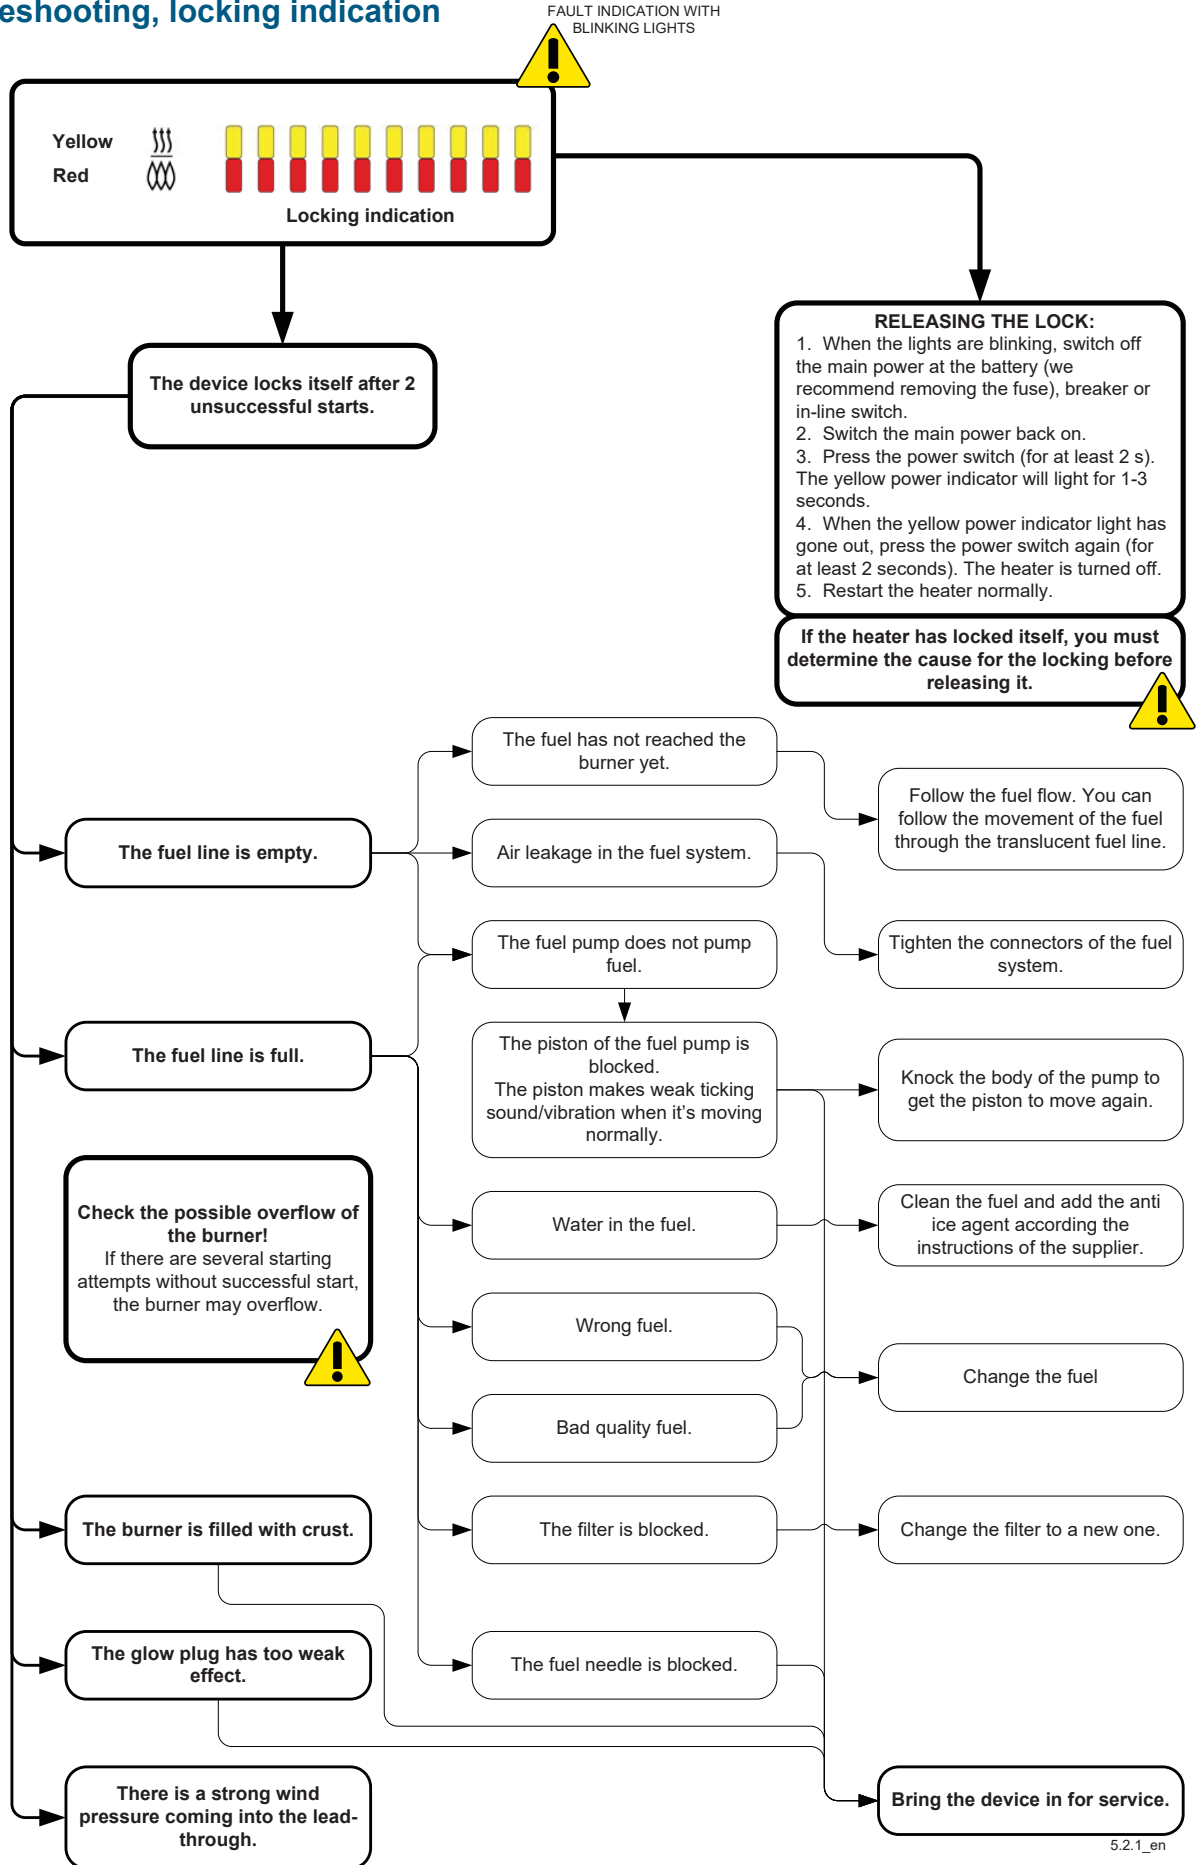 eshooting, locking indication
FAULT INDICATION WITH
BLINKING LIGHTS
Yellow
Red
Locking indication
The device locks itself after 2
unsuccessful starts.
RELEASING THE LOCK:
1. When the lights are blinking, switch off
the main power at the battery (we
recommend removing the fuse), breaker or
in-line switch.
2. Switch the main power back on.
3. Press the power switch (for at least 2 s).
The yellow power indicator will light for 1-3
seconds.
4. When the yellow power indicator light has
gone out, press the power switch again (for
at least 2 seconds). The heater is turned off.
5. Restart the heater normally.
If the heater has locked itself, you must
determine the cause for the locking before
releasing it.
The fuel has not reached the
burner yet.
Follow the fuel flow. You can
follow the movement of the fuel
through the translucent fuel line.
The fuel line is empty.
Air leakage in the fuel system.
The fuel pump does not pump
fuel.
Tighten the connectors of the fuel
system.
The fuel line is full.
The piston of the fuel pump is
blocked.
The piston makes weak ticking
sound/vibration when it's moving
normally.
Knock the body of the pump to
get the piston to move again.
Check the possible overflow of
the burner!
If there are several starting
attempts without successful start,
the burner may overflow.
Water in the fuel.
Clean the fuel and add the anti
ice agent according the
instructions of the supplier.
Wrong fuel.
Change the fuel
Bad quality fuel.
The burner is filled with crust.
The filter is blocked.
Change the filter to a new one.
The glow plug has too weak
effect.
The fuel needle is blocked.
There is a strong wind
pressure coming into the lead-
through.
Bring the device in for service.
5.2.1_en